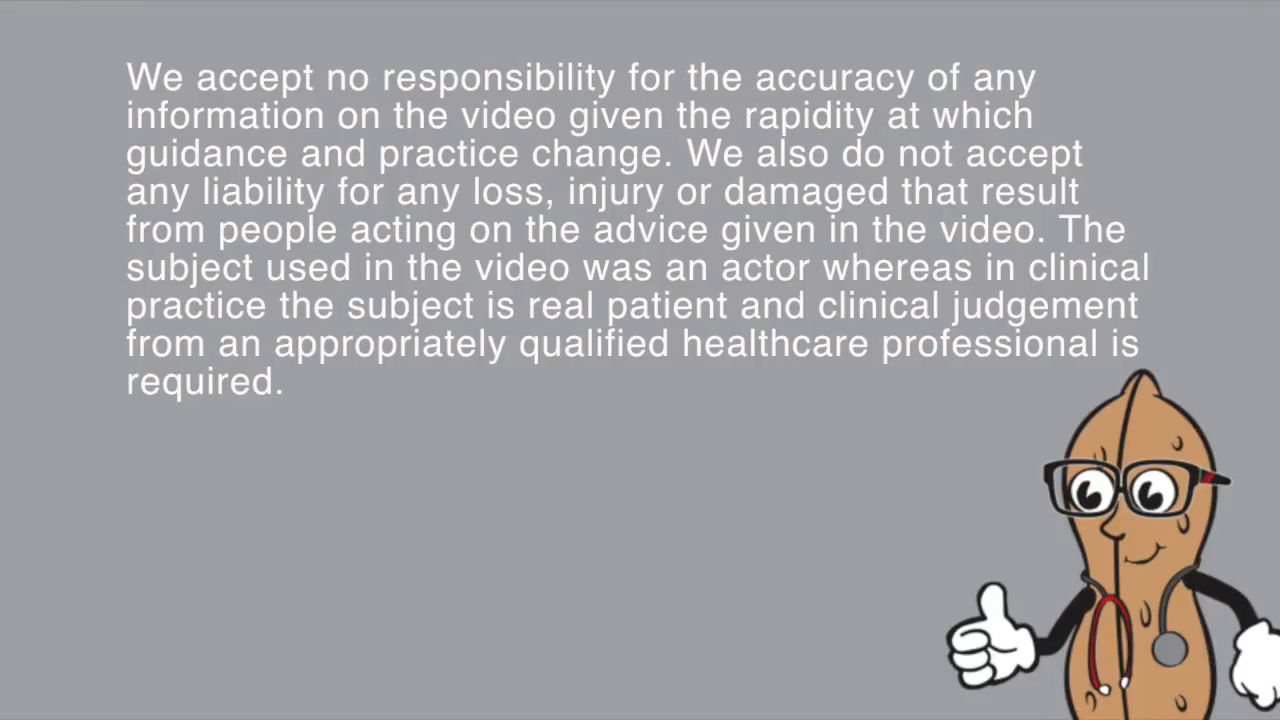 We accept no responsibility for the accuracy of any
information on the video given the rapidity at which
guidance and practice change. We also do not accept
any liability for any loss, injury or damaged that result
from people acting on the advice given in the video. The
subject used in the video was an actor whereas in clinical
practice the subject is real patient and clinical judgement
from an appropriately qualified healthcare professional is
required.